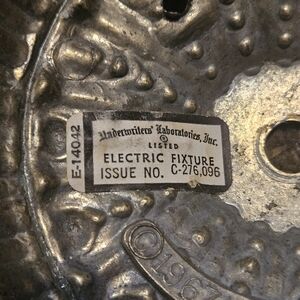 Underwriters' Laboratories, Inc.
®
LISTED
ELECTRIC FIXTURE
ISSUE NO. C-276,096
E-14042
© 196